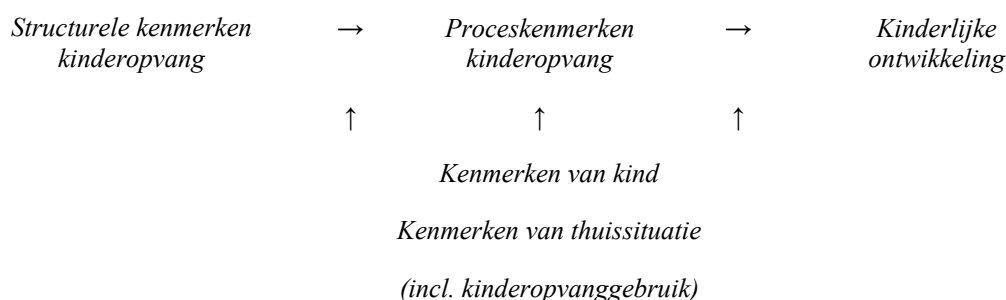 Structurele kenmerken → Proceskenmerken → Kinderlijke
kinderopvang kinderopvang ontwikkeling
↑ ↑ ↑
Kenmerken van kind
Kenmerken van thuissituatie
(incl. kinderopvanggebruik)